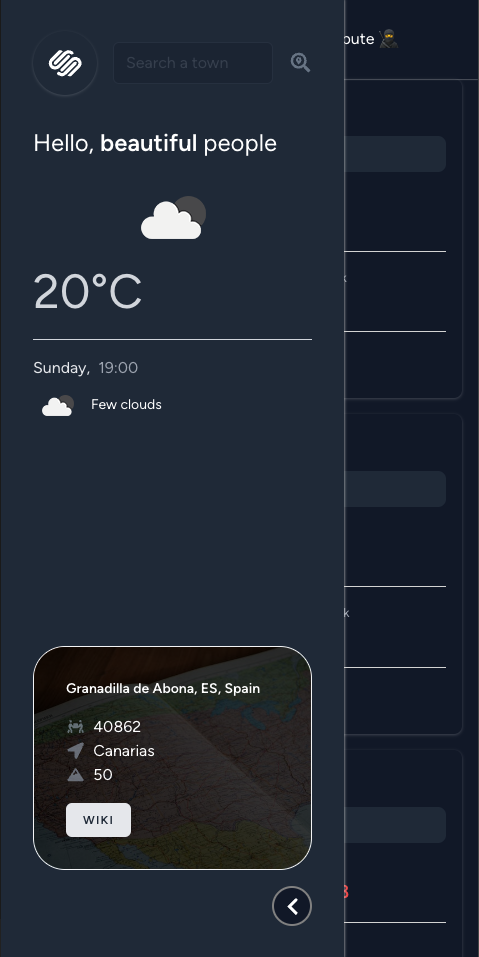 Search a town
Hello, beautiful people
20°C
Sunday, 19:00
Few clouds
Granadilla de Abona, ES, Spain
40862
Canarias
50
WIKI